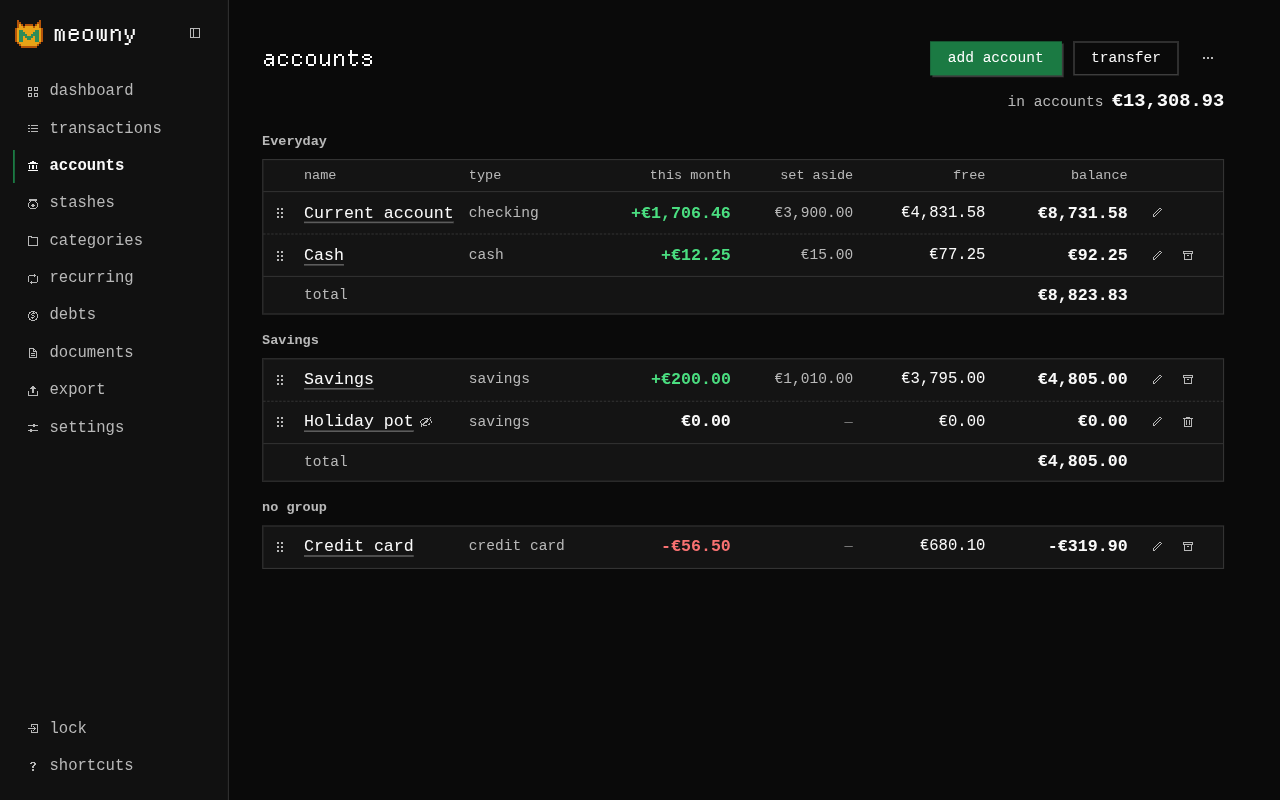 meowny
dashboard
transactions
accounts
stashes
categories
recurring
debts
documents
export
settings
lock
? shortcuts
accounts
add account transfer ...
in accounts €13,308.93
Everyday
name type this month set aside free balance
Current account checking +€1,706.46 €3,900.00 €4,831.58 €8,731.58
Cash cash +€12.25 €15.00 €77.25 €92.25
total €8,823.83
Savings
Savings savings +€200.00 €1,010.00 €3,795.00 €4,805.00
Holiday pot savings €0.00 — €0.00 €0.00
total €4,805.00
no group
Credit card credit card -€56.50 — €680.10 -€319.90